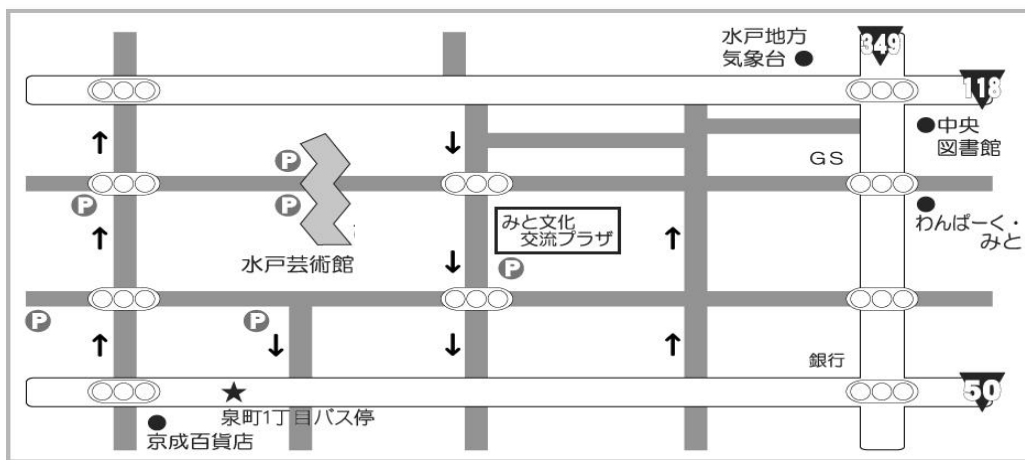 水戸地方
気象台
349
118
中央
図書館
GS
P
P
P
わんぱーく・
みと
みと文化
交流プラザ
水戸芸術館
P
P
P
銀行
50
泉町1丁目バス停
京成百貨店